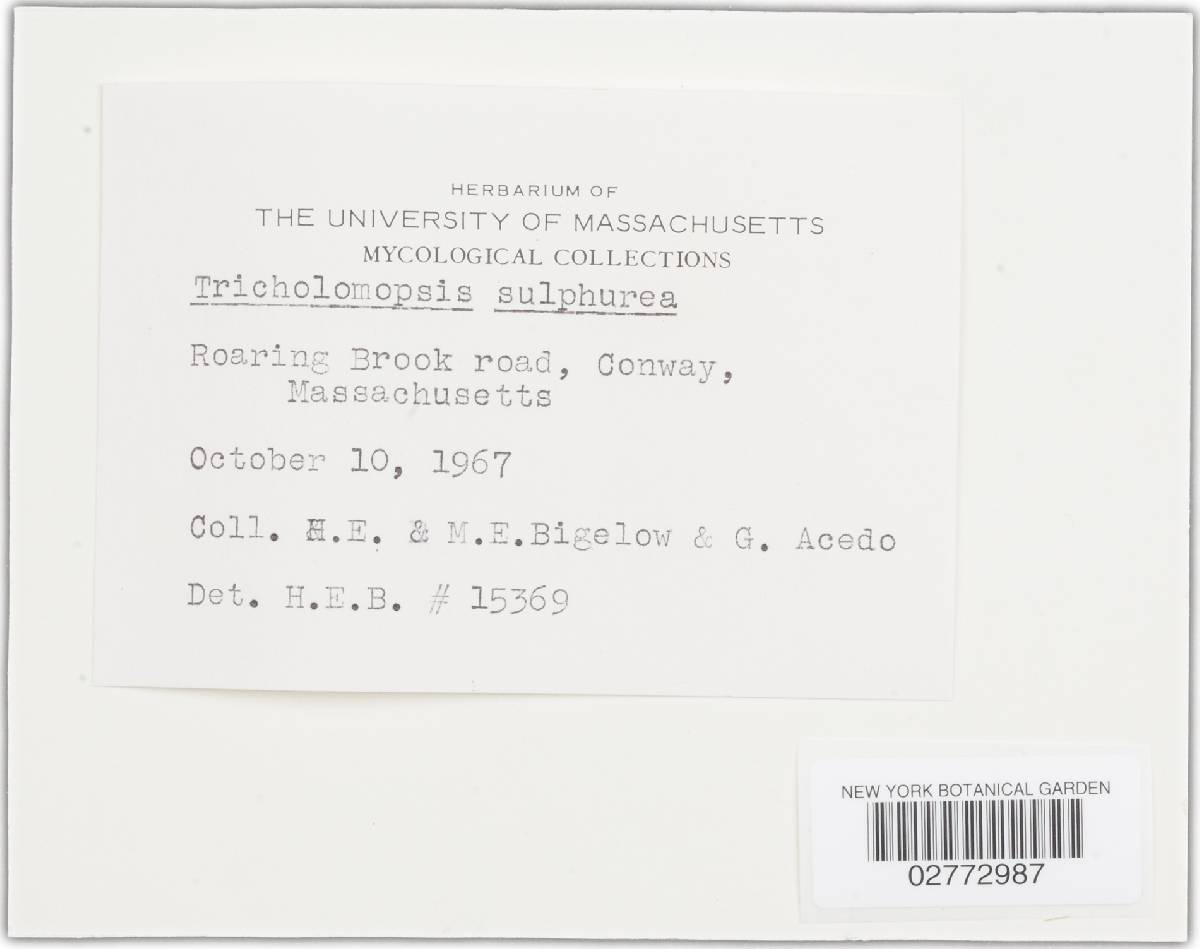 HERBARIUM OF
THE UNIVERSITY OF MASSACHUSETTS
MYCOLOGICAL COLLECTIONS
Tricholomopsis sulphurea
Roaring Brook road, Conway,
Massachusetts
October 10, 1967
Coll. H.E. & M.E.Bigelow & G. Acedo
Det. H.E.B. # 15369
NEW YORK BOTANICAL GARDEN
02772987